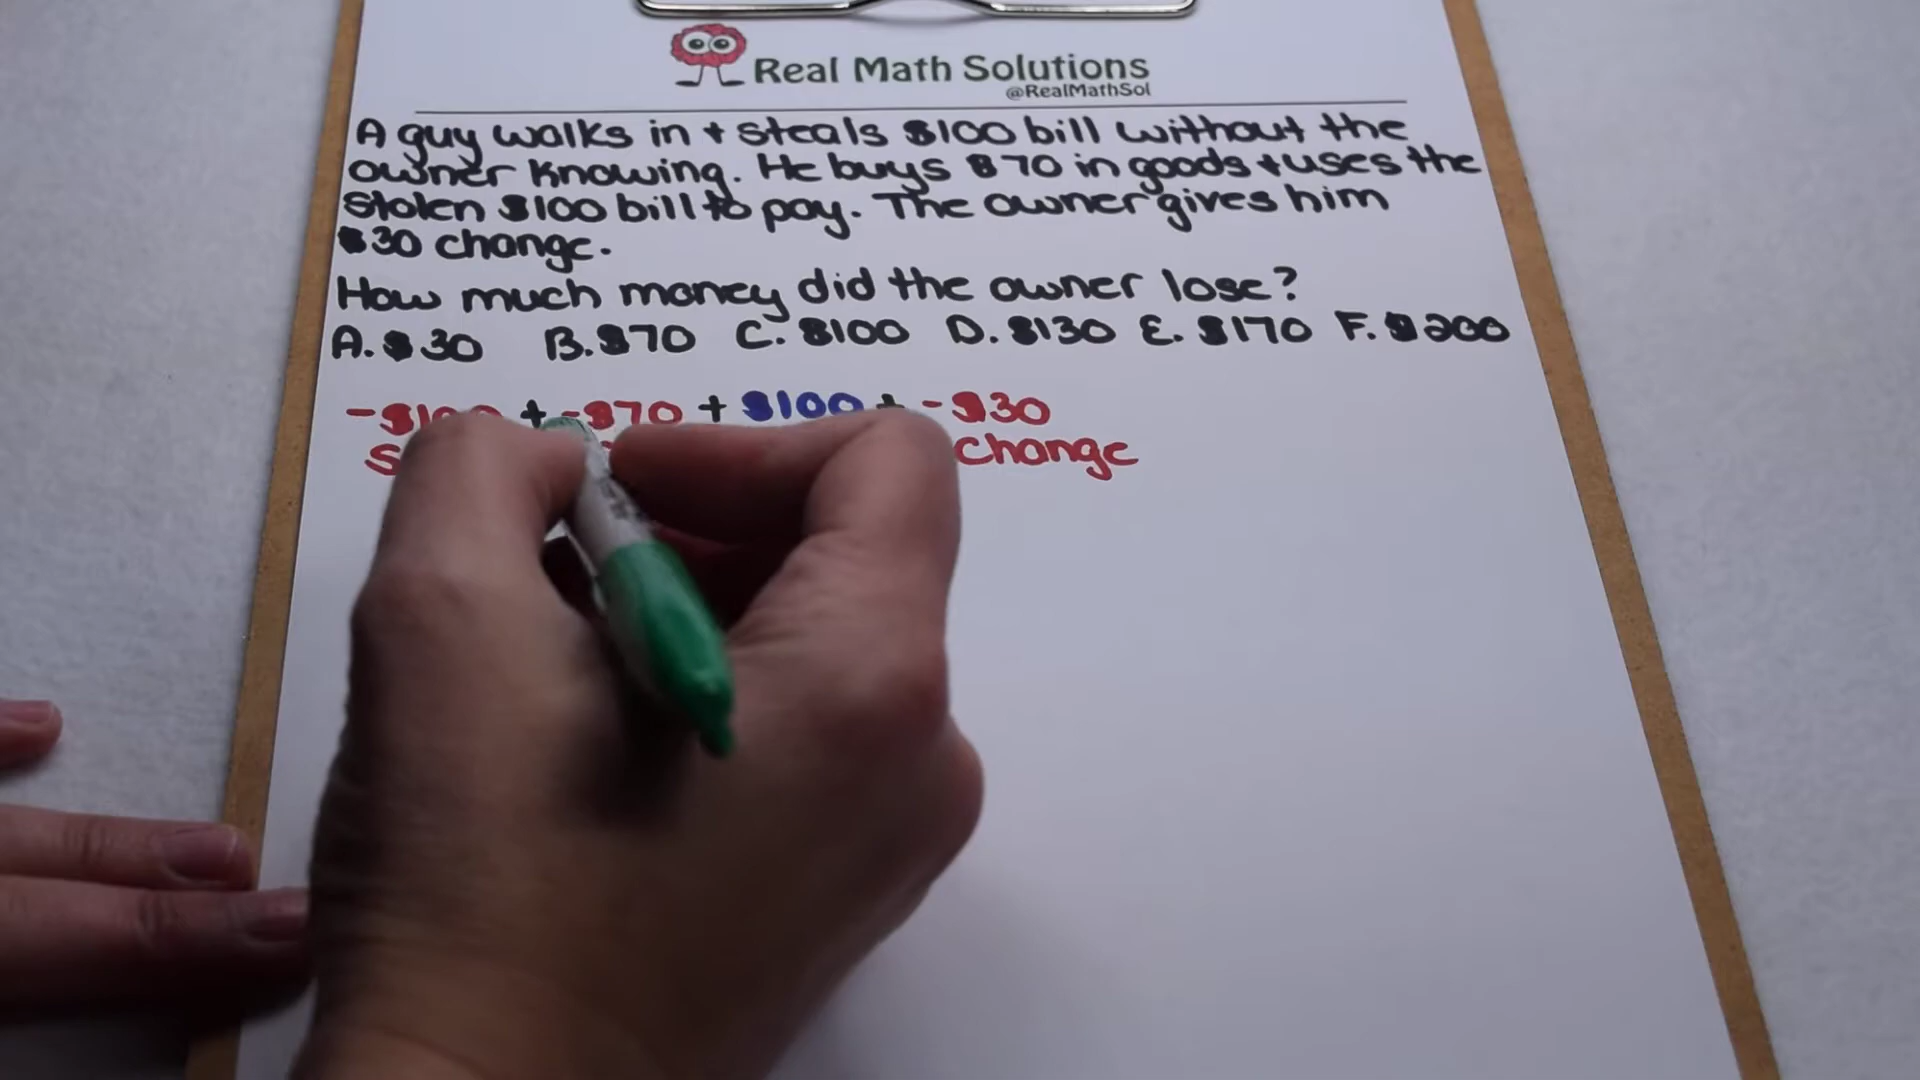 Real Math Solutions
@RealMathSol
A guy walks in + steals $100 bill without the
owner knowing. He buys $70 in goods + uses the
stolen $100 bill to pay. The owner gives him
$30 change.
How much money did the owner lose?
A. $30 B. $70 C. $100 D. $130 E. $170 F. $200
-$100 + -$70 + $100 + -$30
change